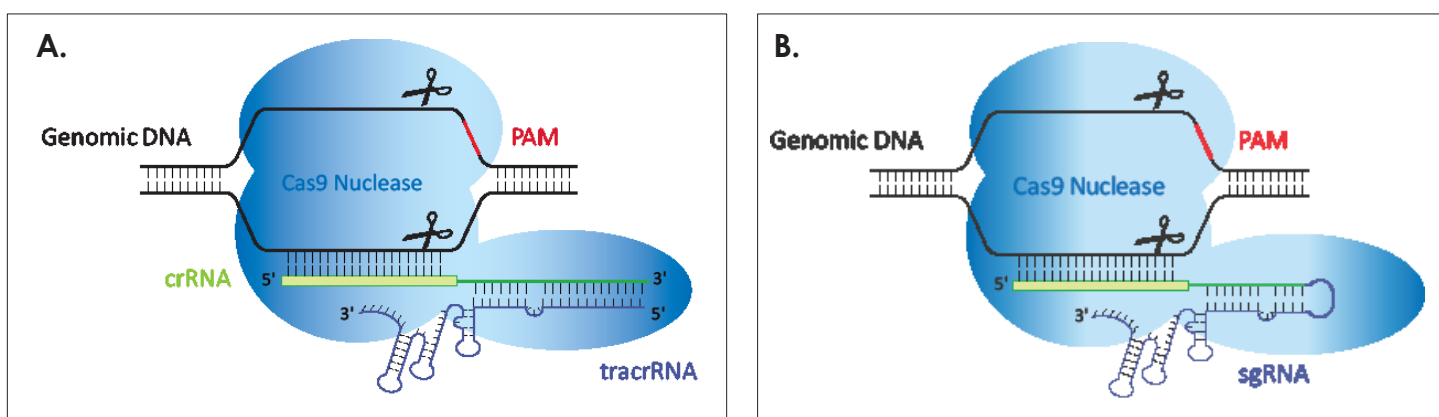 A.
Genomic DNA
PAM
Cas9 Nuclease
crRNA
5'
3'
3'
5'
tracrRNA
B.
Genomic DNA
PAM
Cas9 Nuclease
5'
3'
sgRNA